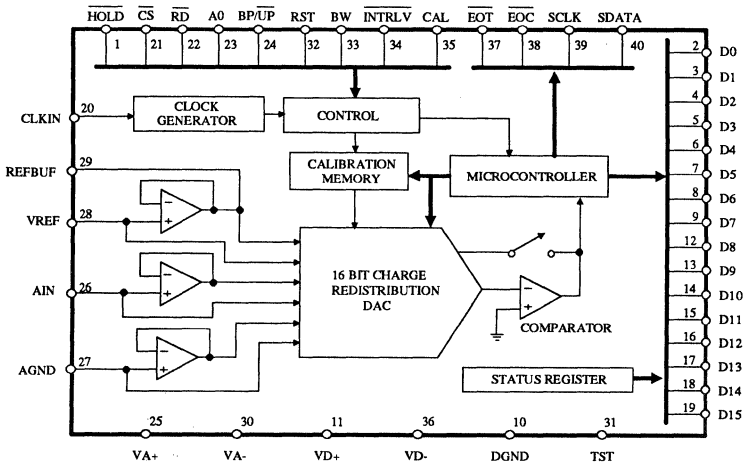 HOLD CS RD A0 BP/UP RST BW INTRLV CAL EOT EOC SCLK SDATA
1 21 22 23 24 32 33 34 35 37 38 39 40
2 D0
3 D1
4 D2
5 D3
6 D4
7 D5
8 D6
9 D7
12 D8
13 D9
14 D10
15 D11
16 D12
17 D13
18 D14
19 D15
CLKIN 20
CLOCK
GENERATOR
CONTROL
REFBUF 29
CALIBRATION
MEMORY
MICROCONTROLLER
VREF 28
- +
AIN 26
- +
16 BIT CHARGE
REDISTRIBUTION
DAC
- +
COMPARATOR
AGND 27
- +
STATUS REGISTER
25 30 11 36 10 31
VA+ VA- VD+ VD- DGND TST